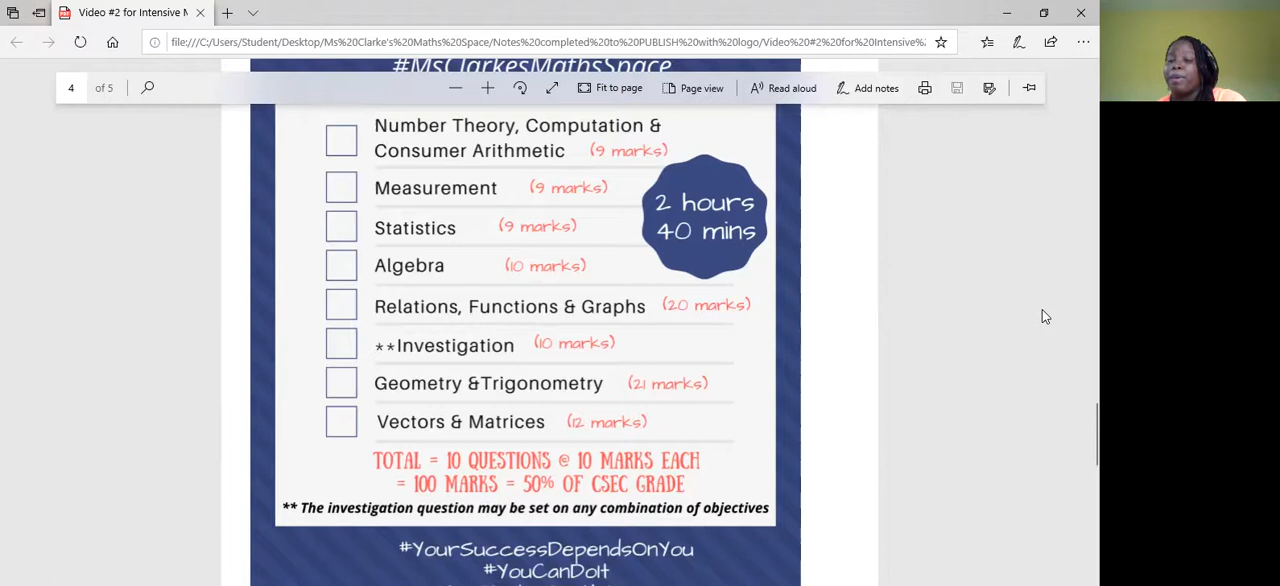 Video #2 for Intensive M
file:///C:/Users/Student/Desktop/Ms%20Clarke's%20Maths%20Space/Notes%20completed%20to%20PUBLISH%20with%20logo/Video%20#2%20for%20Intensive%2
#MsClarkesMathsSpace
4 of 5
Fit to page
Page view
Read aloud
Add notes
Number Theory, Computation &
Consumer Arithmetic (9 marks)
Measurement (9 marks)
Statistics (9 marks)
2 hours
40 mins
Algebra (10 marks)
Relations, Functions & Graphs (20 marks)
**Investigation (10 marks)
Geometry &Trigonometry (21 marks)
Vectors & Matrices (12 marks)
TOTAL = 10 QUESTIONS @ 10 MARKS EACH
= 100 MARKS = 50% OF CSEC GRADE
** The investigation question may be set on any combination of objectives
#YourSuccessDependsOnYou
#YouCanDoIt